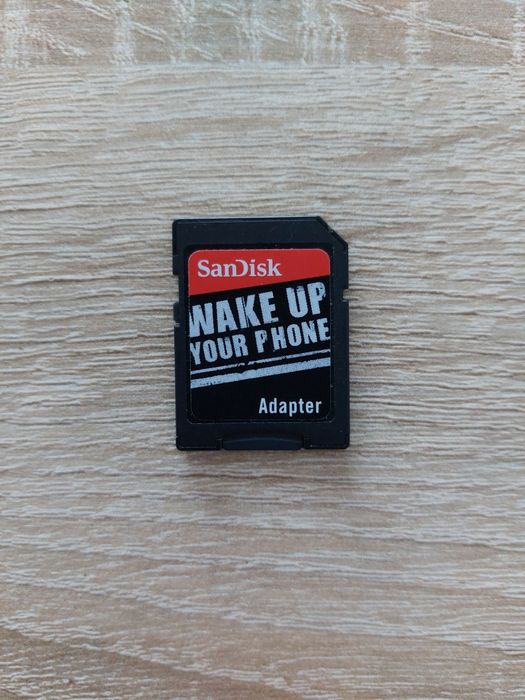 SanDisk
WAKE UP
YOUR PHONE
Adapter